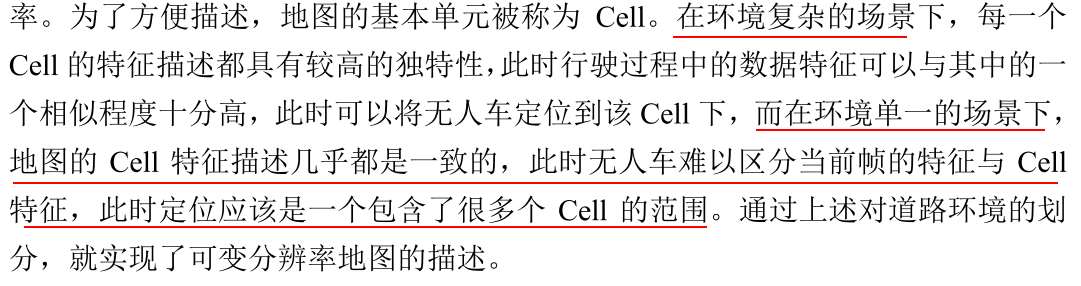 率。为了方便描述，地图的基本单元被称为 Cell。在环境复杂的场景下，每一个
Cell 的特征描述都具有较高的独特性，此时行驶过程中的数据特征可以与其中的一
个相似程度十分高，此时可以将无人车定位到该 Cell 下，而在环境单一的场景下，
地图的 Cell 特征描述几乎都是一致的，此时无人车难以区分当前帧的特征与 Cell
特征，此时定位应该是一个包含了很多个 Cell 的范围。通过上述对道路环境的划
分，就实现了可变分辨率地图的描述。